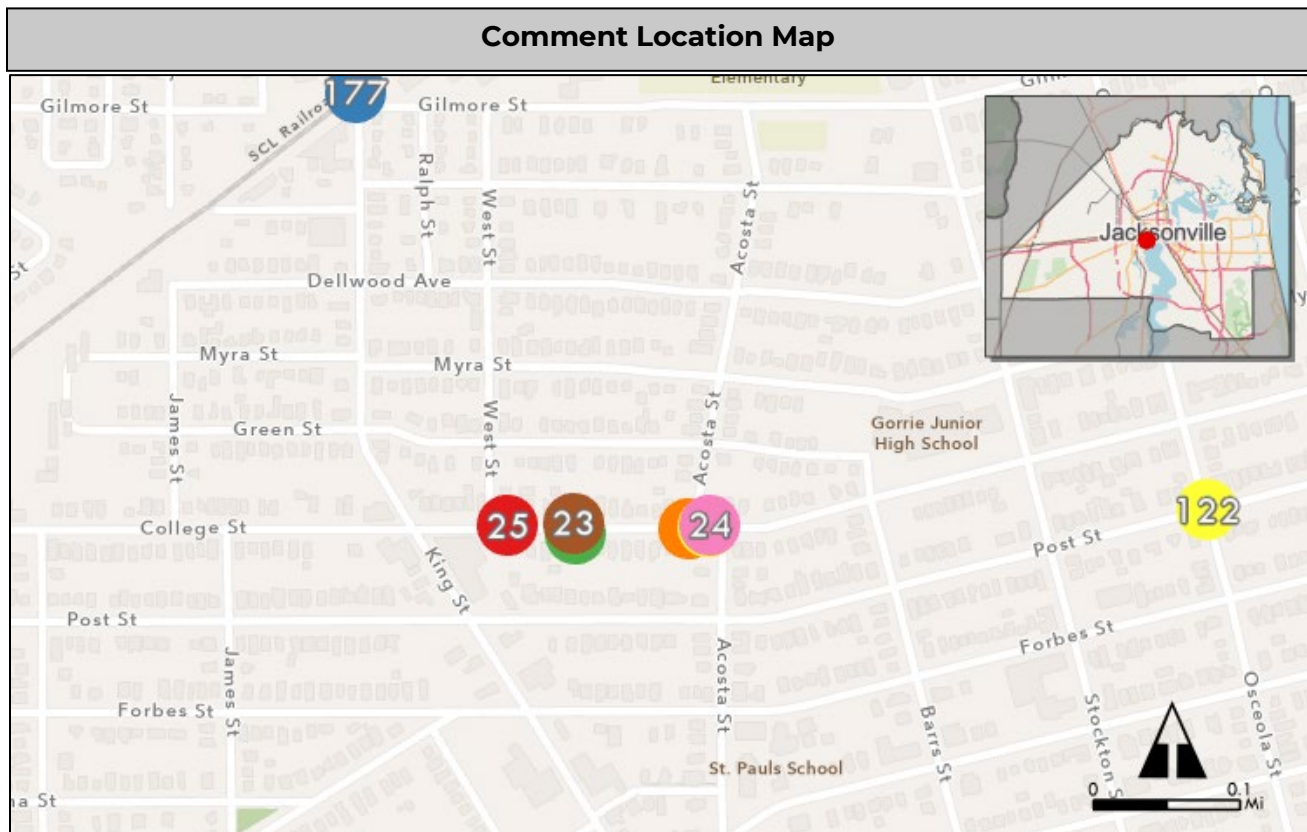 Comment Location Map
Elementary
177
Gilmore St
Gilmore St
SCL Railro
Ralph St
West St
Acosta St
Jacksonville
St
Dellwood Ave
Myra St
Myra St
James St
West St
Acosta St
Green St
Gorrie Junior
High School
College St
25
23
24
122
King St
Post St
Post St
James St
Acosta St
Forbes St
Forbes St
Barrs St
Stockton S
Osceola St
St. Pauls School
na St
0
0.1
Mi